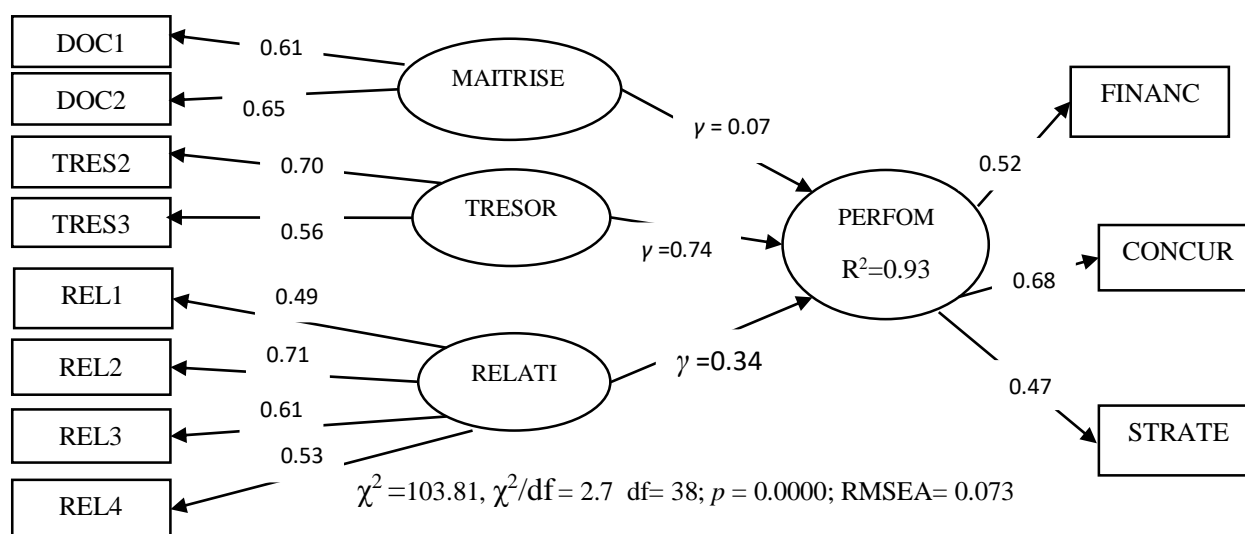 DOC1
DOC2
TRES2
TRES3
REL1
REL2
REL3
REL4
0.61
0.65
0.70
0.56
0.49
0.71
0.61
0.53
MAITRISE
TRESOR
RELATI
γ = 0.07
γ =0.74
γ=0.34
PERFOM
R²=0.93
0.52
0.68
0.47
FINANC
CONCUR
STRATE
χ² =103.81, χ²/df = 2.7 df= 38; p = 0.0000; RMSEA= 0.073